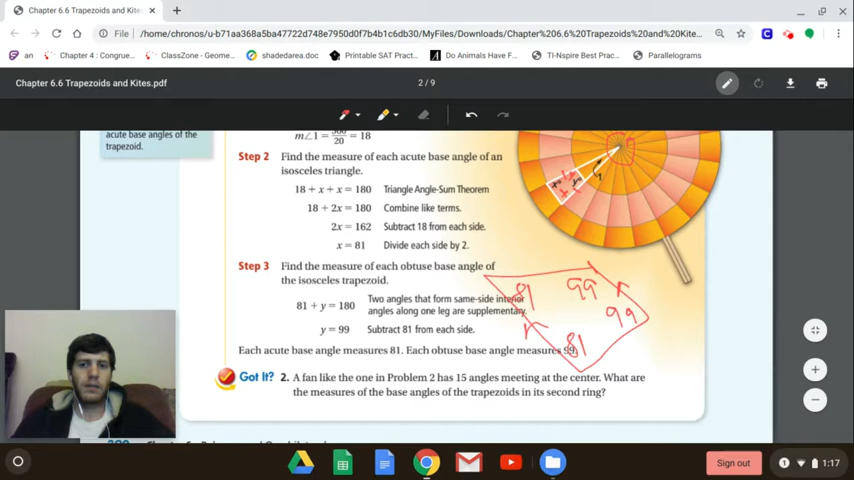 Chapter 6.6 Trapezoids and Kites
File
/home/chronos/u-b71aa368a5ba47722d748e7950d0f7b4b1c6db30/MyFiles/Downloads/Chapter%206.6%20Trapezoids%20and%20Kite...
an
Chapter 4 : Congrue...
ClassZone - Geome...
shadedarea.doc
Printable SAT Practi...
Do Animals Have F...
TI-Nspire Best Prac...
Parallelograms
Chapter 6.6 Trapezoids and Kites.pdf
2 / 9
acute base angles of the
trapezoid.
m∠1 = 360/20 = 18
Step 2 Find the measure of each acute base angle of an
isosceles triangle.
18 + x + x = 180 Triangle Angle-Sum Theorem
18 + 2x = 180 Combine like terms.
2x = 162 Subtract 18 from each side.
x = 81 Divide each side by 2.
Step 3 Find the measure of each obtuse base angle of
the isosceles trapezoid.
81 + y = 180 Two angles that form same-side interior
angles along one leg are supplementary.
y = 99 Subtract 81 from each side.
Each acute base angle measures 81. Each obtuse base angle measures 99.
Got It? 2. A fan like the one in Problem 2 has 15 angles meeting at the center. What are
the measures of the base angles of the trapezoids in its second ring?
x°
y°
1
81
99
99
81
Sign out
1
1:17